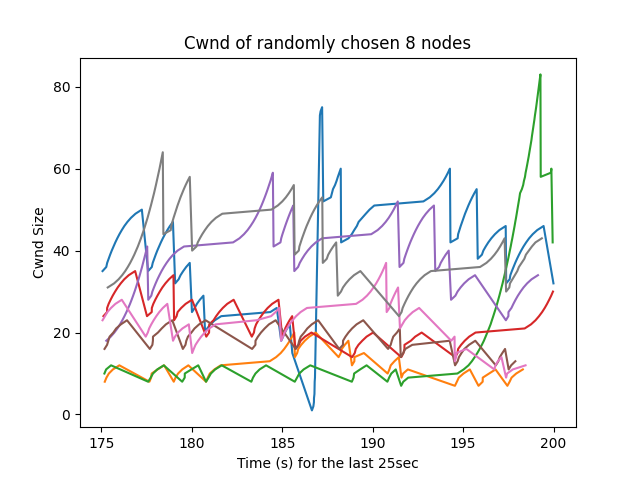 Cwnd of randomly chosen 8 nodes
80
60
40
20
0
Cwnd Size
175 180 185 190 195 200
Time (s) for the last 25sec